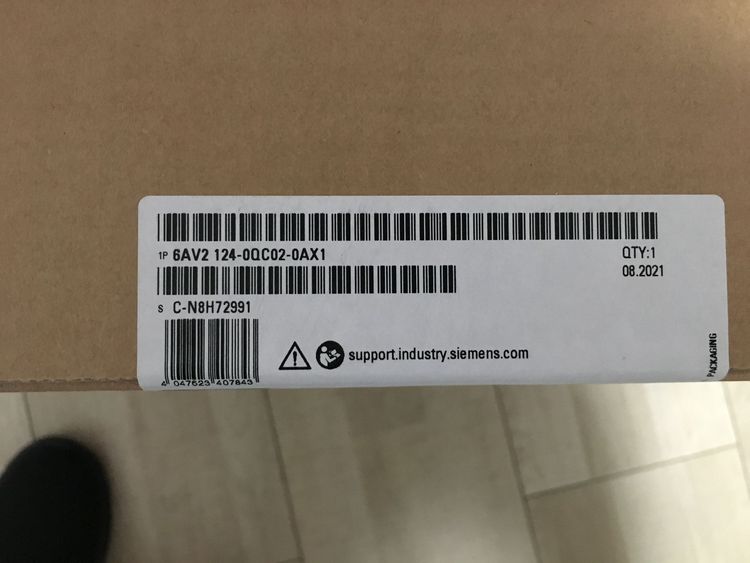 1P 6AV2 124-0QC02-0AX1
QTY:1
08.2021
S C-N8H72991
support.industry.siemens.com
PACKAGING
4 047623 407843